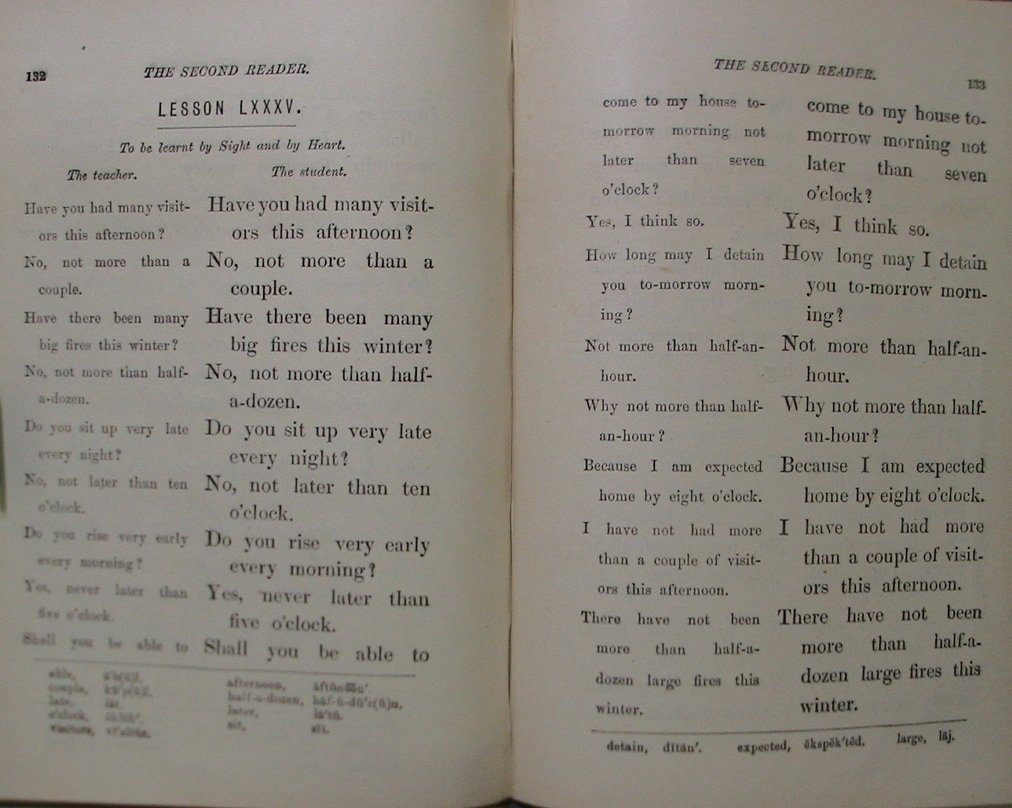 132
THE SECOND READER.
LESSON LXXXV.
To be learnt by Sight and by Heart.
The teacher.
Have you had many visit-
ors this afternoon?
No, not more than a
couple.
Have there been many
big fires this winter?
No, not more than half-
a-dozen.
Do you sit up very late
every night?
No, not later than ten
o'clock.
Do you rise very early
every morning?
Yes, never later than
five o'clock.
Shall you be able to
The student.
Have you had many visit-
ors this afternoon?
No, not more than a
couple.
Have there been many
big fires this winter?
No, not more than half-
a-dozen.
Do you sit up very late
every night?
No, not later than ten
o'clock.
Do you rise very early
every morning?
Yes, never later than
five o'clock.
Shall you be able to
able,
couple,
late,
o'clock,
visitors,
afternoon,
half-a-dozen,
later,
sit,
THE SECOND READER.
133
come to my house to-
morrow morning not
later than seven
o'clock?
Yes, I think so.
How long may I detain
you to-morrow morn-
ing?
Not more than half-an-
hour.
Why not more than half-
an-hour?
Because I am expected
home by eight o'clock.
I have not had more
than a couple of visit-
ors this afternoon.
There have not been
more than half-a-
dozen large fires this
winter.
come to my house to-
morrow morning not
later than seven
o'clock?
Yes, I think so.
How long may I detain
you to-morrow morn-
ing?
Not more than half-an-
hour.
Why not more than half-
an-hour?
Because I am expected
home by eight o'clock.
I have not had more
than a couple of visit-
ors this afternoon.
There have not been
more than half-a-
dozen large fires this
winter.
detain, dĭtān'. expected, ĕkspĕk'tĕd. large, lāj.